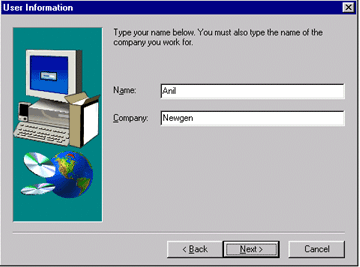 User Information
Type your name below. You must also type the name of the
company you work for.
Name: Anil
Company: Newgen
< Back Next > Cancel